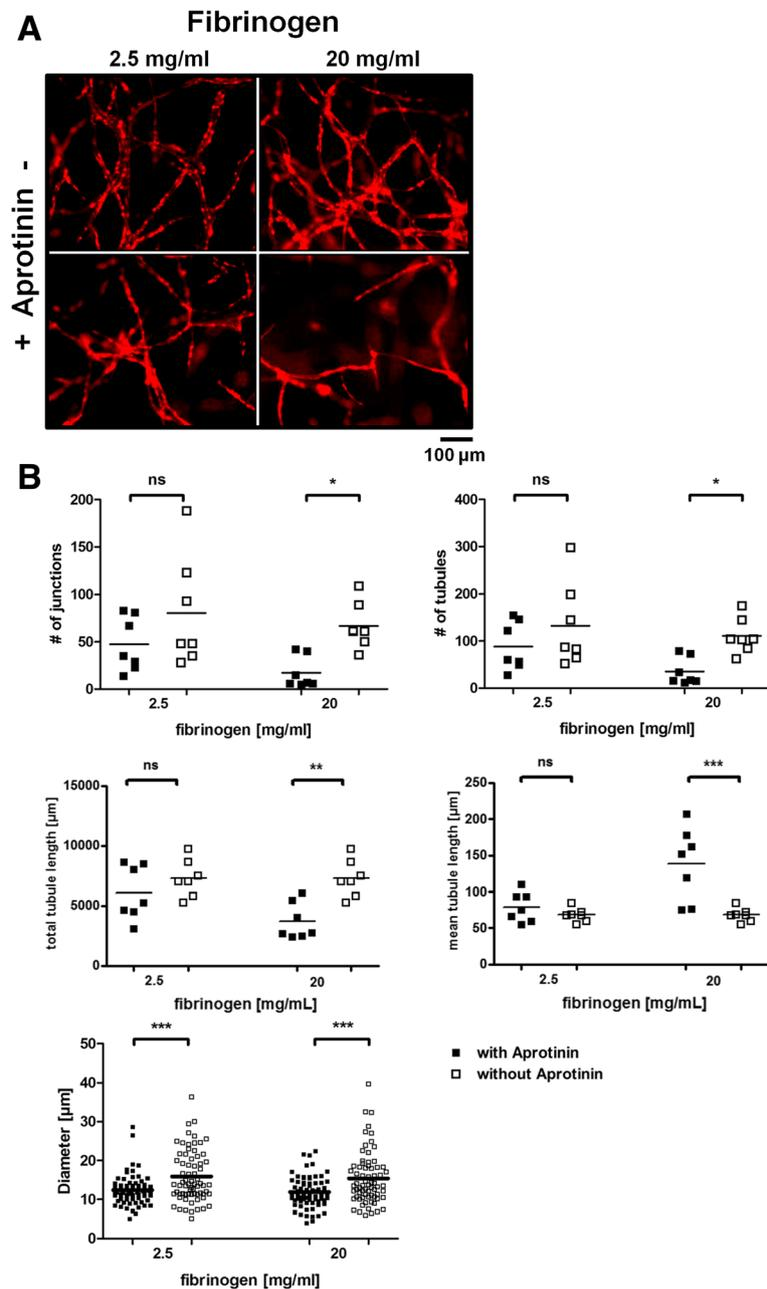 A
Fibrinogen
2.5 mg/ml
20 mg/ml
+ Aprotinin -
100 µm
B
ns
*
200
150
100
50
0
# of junctions
2.5
20
fibrinogen [mg/ml]
ns
*
400
300
200
100
0
# of tubules
2.5
20
fibrinogen [mg/ml]
ns
**
15000
10000
5000
0
total tubule length [µm]
2.5
20
fibrinogen [mg/mL]
ns
***
250
200
150
100
50
0
mean tubule length [µm]
2.5
20
fibrinogen [mg/mL]
***
***
50
40
30
20
10
0
Diameter [µm]
2.5
20
fibrinogen [mg/ml]
with Aprotinin
without Aprotinin